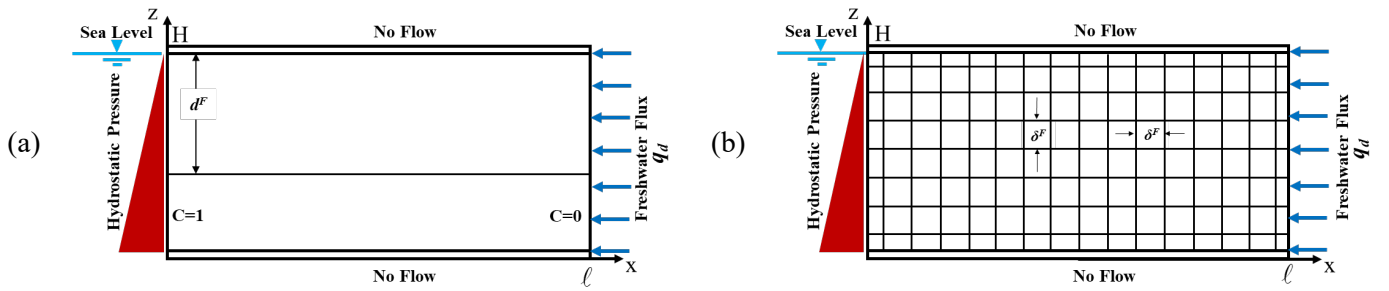 (a)
Sea Level
z
H
No Flow
Hydrostatic Pressure
d^F
C=1
C=0
Freshwater Flux
q_d
No Flow
ℓ
x
(b)
Sea Level
z
H
No Flow
Hydrostatic Pressure
δ^F
δ^F
Freshwater Flux
q_d
No Flow
ℓ
x